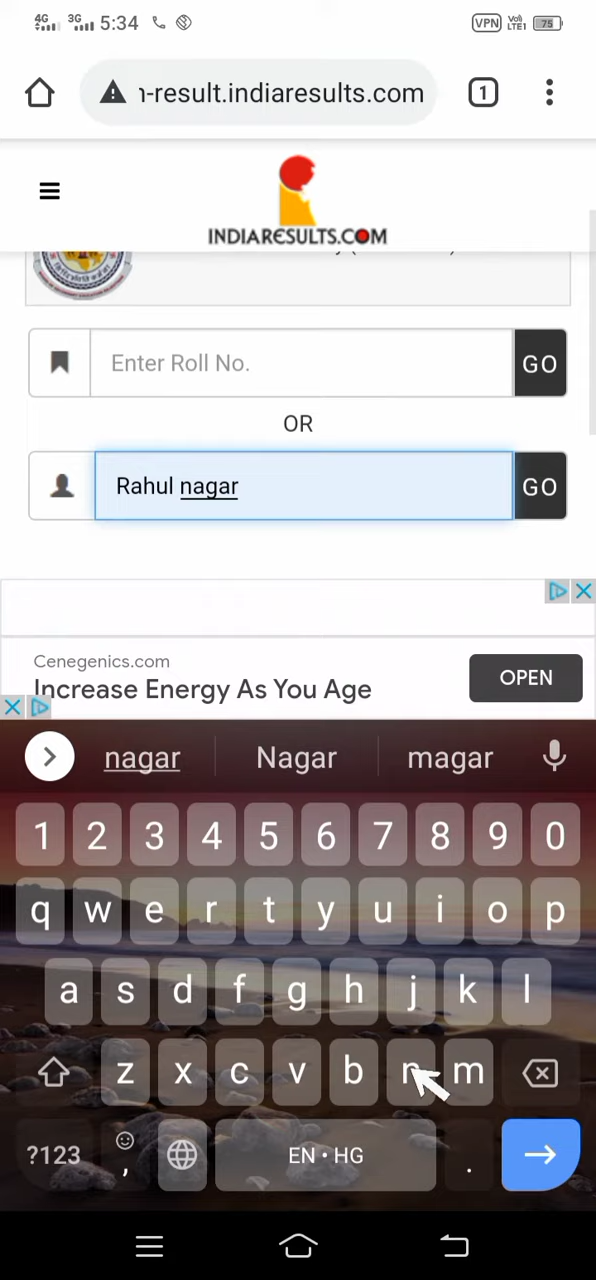 4G 3G 5:34 VPN Vo) LTE1 75
n-result.indiaresults.com 1
INDIARESULTS.COM
Enter Roll No. GO
OR
Rahul nagar GO
Cenegenics.com
Increase Energy As You Age
OPEN
nagar Nagar magar
1 2 3 4 5 6 7 8 9 0
q w e r t y u i o p
a s d f g h j k l
z x c v b n m
?123 , EN • HG .